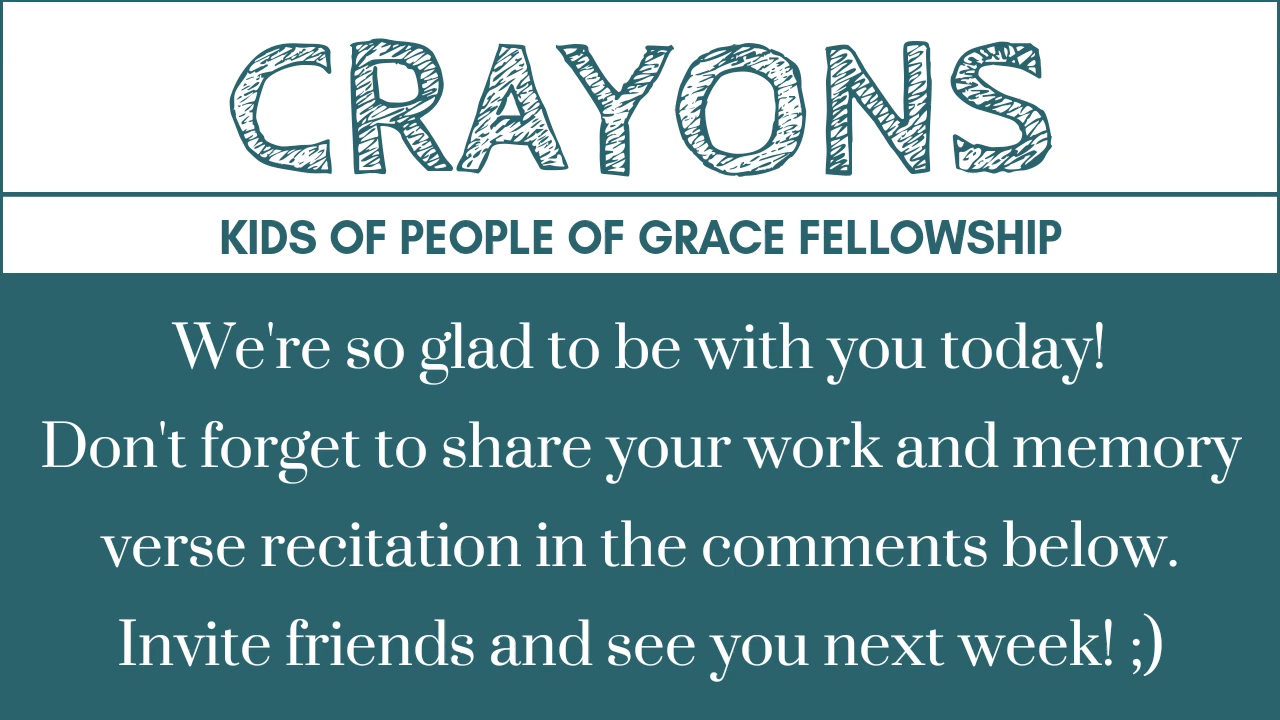 CRAYONS
KIDS OF PEOPLE OF GRACE FELLOWSHIP
We're so glad to be with you today!
Don't forget to share your work and memory
verse recitation in the comments below.
Invite friends and see you next week! ;)